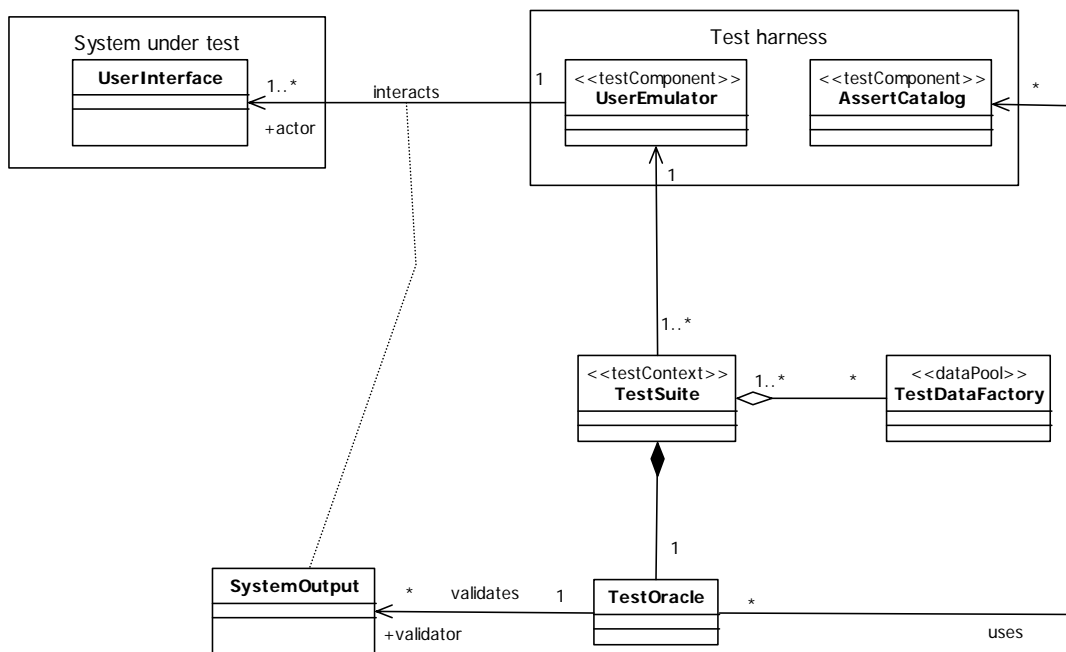 System under test
UserInterface
1..*
+actor
interacts
1
Test harness
<<testComponent>>
UserEmulator
<<testComponent>>
AssertCatalog
*
1
1..*
<<testContext>>
TestSuite
1..*
*
<<dataPool>>
TestDataFactory
1
SystemOutput
*
validates
1
+validator
TestOracle
*
uses